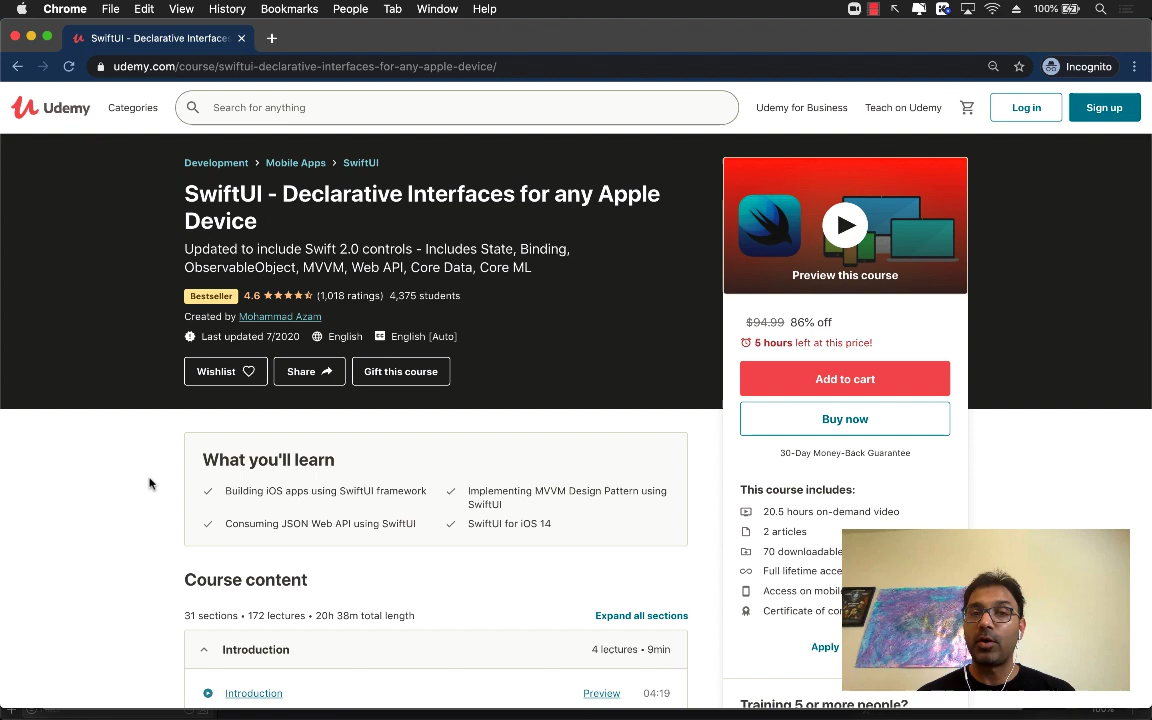 Chrome File Edit View History Bookmarks People Tab Window Help 100%
SwiftUI - Declarative Interfaces
udemy.com/course/swiftui-declarative-interfaces-for-any-apple-device/ Incognito
Udemy Categories Search for anything Udemy for Business Teach on Udemy Log in Sign up
Development > Mobile Apps > SwiftUI
SwiftUI - Declarative Interfaces for any Apple
Device
Updated to include Swift 2.0 controls - Includes State, Binding,
ObservableObject, MVVM, Web API, Core Data, Core ML
Bestseller 4.6 (1,018 ratings) 4,375 students
Created by Mohammad Azam
Last updated 7/2020 English CC English [Auto]
Wishlist Share Gift this course
Preview this course
$94.99 86% off
5 hours left at this price!
Add to cart
Buy now
30-Day Money-Back Guarantee
This course includes:
20.5 hours on-demand video
2 articles
70 downloadable
Full lifetime acce
Access on mobil
Certificate of co
Apply
Training 5 or more people?
What you'll learn
Building iOS apps using SwiftUI framework
Implementing MVVM Design Pattern using
SwiftUI
Consuming JSON Web API using SwiftUI
SwiftUI for iOS 14
Course content
31 sections • 172 lectures • 20h 38m total length Expand all sections
Introduction 4 lectures • 9min
Introduction Preview 04:19
100%